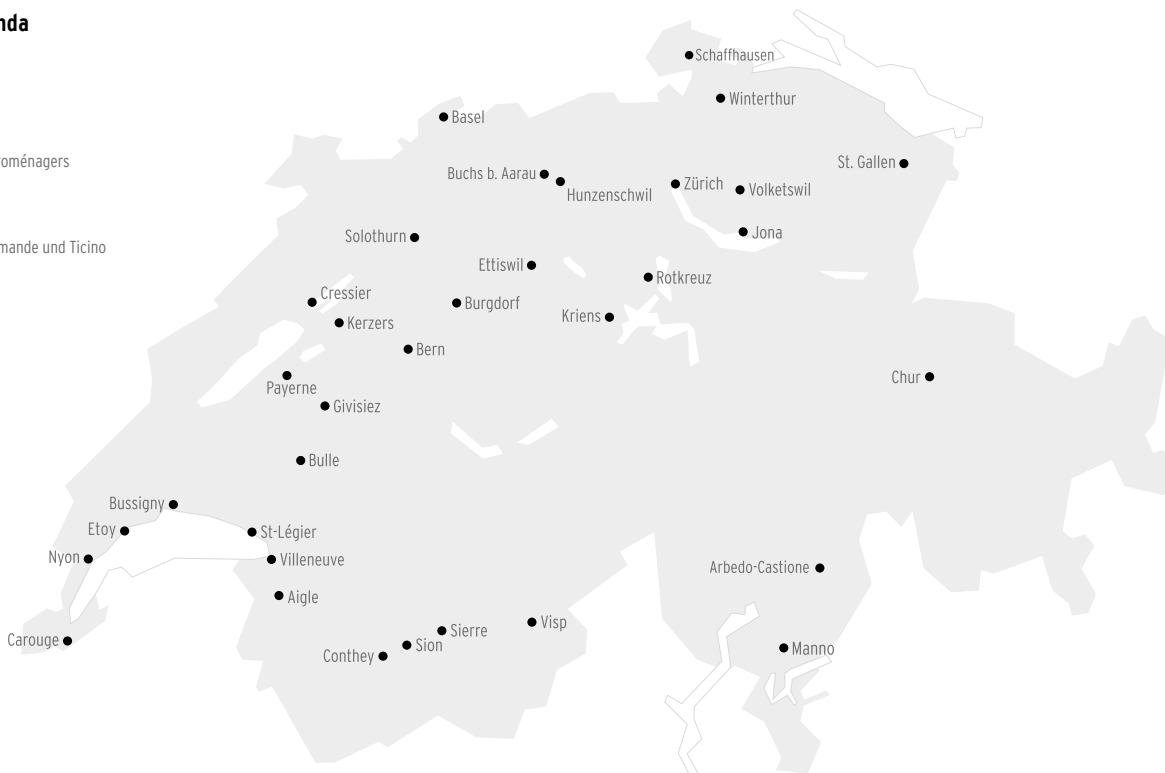 nda
Schaffhausen
Winterthur
Basel
oménagers
St. Gallen
Buchs b. Aarau
Hunzenschwil
Zürich
Volketswil
Jona
Solothurn
mande und Ticino
Ettiswil
Rotkreuz
Cressier
Burgdorf
Kriens
Kerzers
Bern
Chur
Payerne
Givisiez
Bulle
Bussigny
Etoy
St-Légier
Nyon
Villeneuve
Arbedo-Castione
Aigle
Visp
Sierre
Carouge
Sion
Manno
Conthey